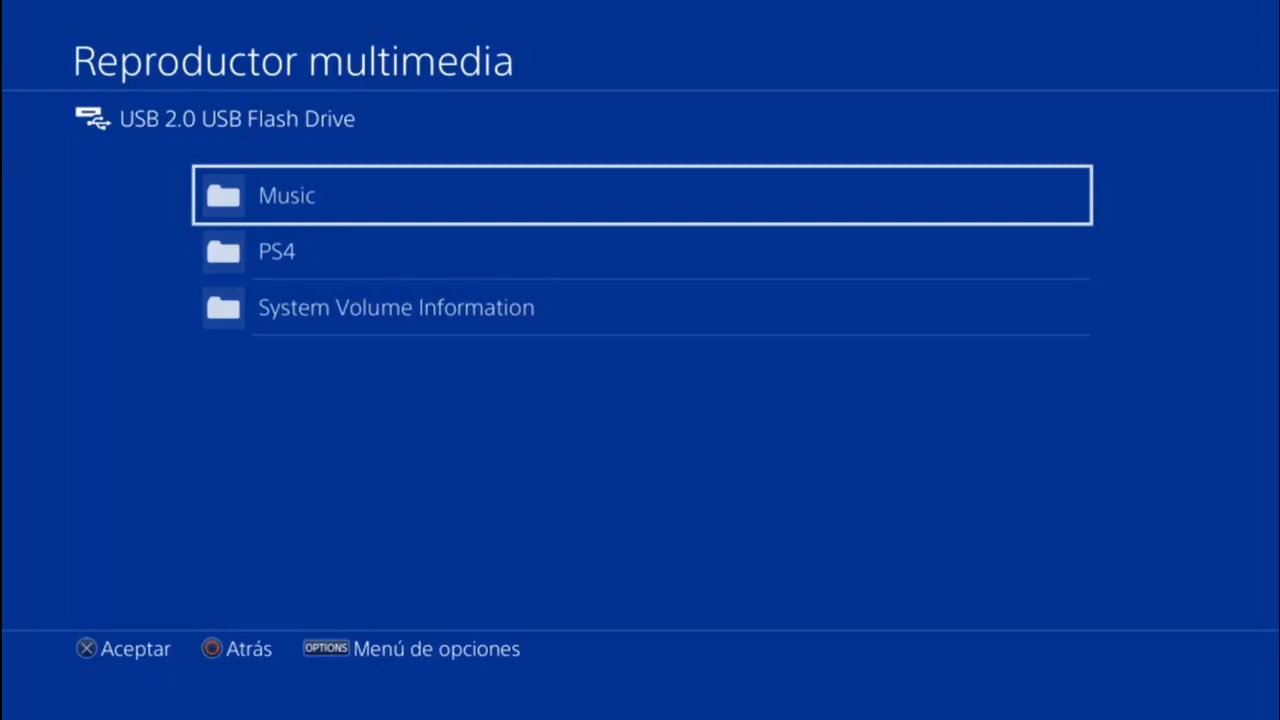 Reproductor multimedia
USB 2.0 USB Flash Drive
Music
PS4
System Volume Information
Aceptar Atrás OPTIONS Menú de opciones